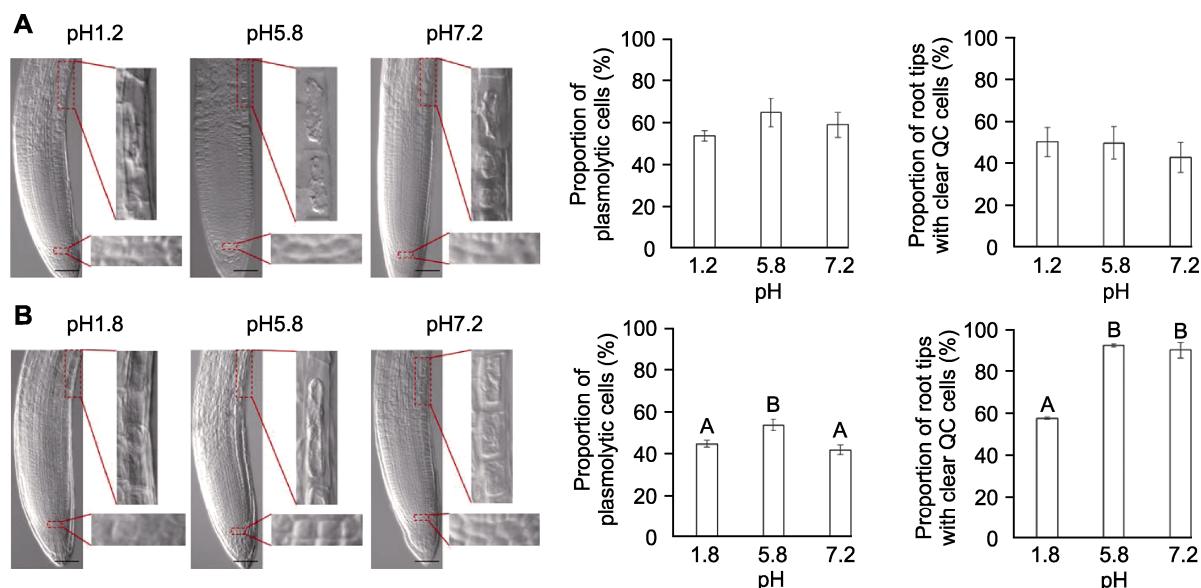 A
pH1.2 pH5.8 pH7.2
Proportion of
plasmolytic cells (%)
100
80
60
40
20
0
1.2 5.8 7.2
pH
Proportion of root tips
with clear QC cells (%)
100
80
60
40
20
0
1.2 5.8 7.2
pH
B
pH1.8 pH5.8 pH7.2
Proportion of
plasmolytic cells (%)
100
80
60
40
20
0
A B A
1.8 5.8 7.2
pH
Proportion of root tips
with clear QC cells (%)
100
80
60
40
20
0
A B B
1.8 5.8 7.2
pH